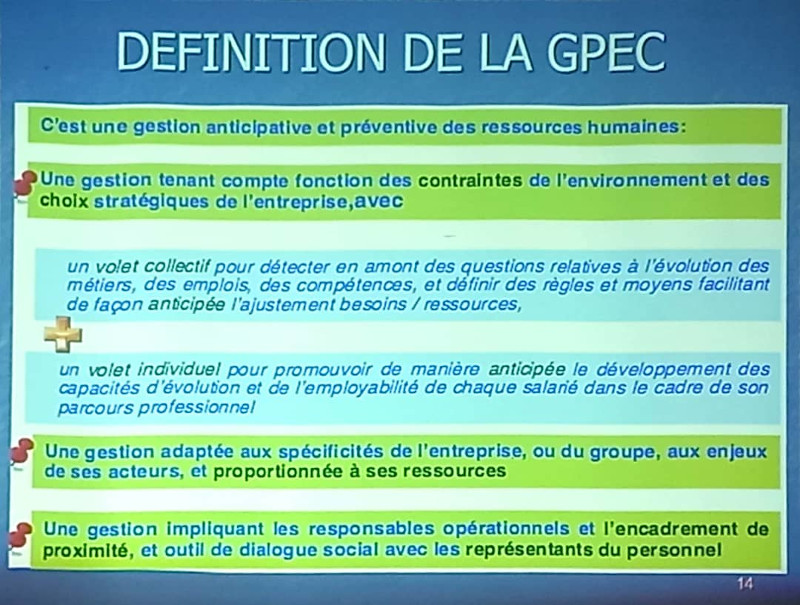 DEFINITION DE LA GPEC
C'est une gestion anticipative et préventive des ressources humaines:
Une gestion tenant compte fonction des contraintes de l'environnement et des
choix stratégiques de l'entreprise,avec
un volet collectif pour détecter en amont des questions relatives à l'évolution des
métiers, des emplois, des compétences, et définir des règles et moyens facilitant
de façon anticipée l'ajustement besoins / ressources,
un volet individuel pour promouvoir de manière anticipée le développement des
capacités d'évolution et de l'employabilité de chaque salarié dans le cadre de son
parcours professionnel
Une gestion adaptée aux spécificités de l'entreprise, ou du groupe, aux enjeux
de ses acteurs, et proportionnée à ses ressources
Une gestion impliquant les responsables opérationnels et l'encadrement de
proximité, et outil de dialogue social avec les représentants du personnel
14